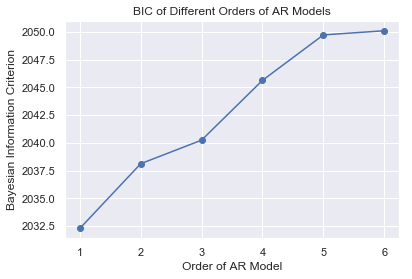 BIC of Different Orders of AR Models
Bayesian Information Criterion
2050.0
2047.5
2045.0
2042.5
2040.0
2037.5
2035.0
2032.5
1 2 3 4 5 6
Order of AR Model